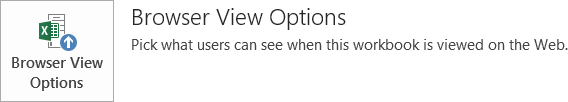 Browser View Options
Browser View Options
Pick what users can see when this workbook is viewed on the Web.